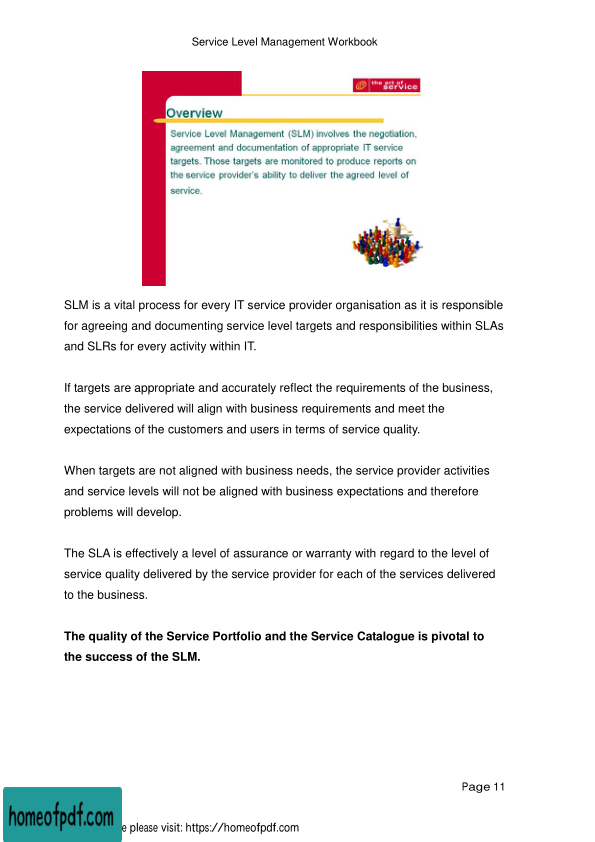 Service Level Management Workbook
the art of
service
Overview
Service Level Management (SLM) involves the negotiation,
agreement and documentation of appropriate IT service
targets. Those targets are monitored to produce reports on
the service provider's ability to deliver the agreed level of
service.
SLM is a vital process for every IT service provider organisation as it is responsible
for agreeing and documenting service level targets and responsibilities within SLAs
and SLRs for every activity within IT.
If targets are appropriate and accurately reflect the requirements of the business,
the service delivered will align with business requirements and meet the
expectations of the customers and users in terms of service quality.
When targets are not aligned with business needs, the service provider activities
and service levels will not be aligned with business expectations and therefore
problems will develop.
The SLA is effectively a level of assurance or warranty with regard to the level of
service quality delivered by the service provider for each of the services delivered
to the business.
The quality of the Service Portfolio and the Service Catalogue is pivotal to
the success of the SLM.
Page 11
homeofpdf.com
e please visit: https://homeofpdf.com